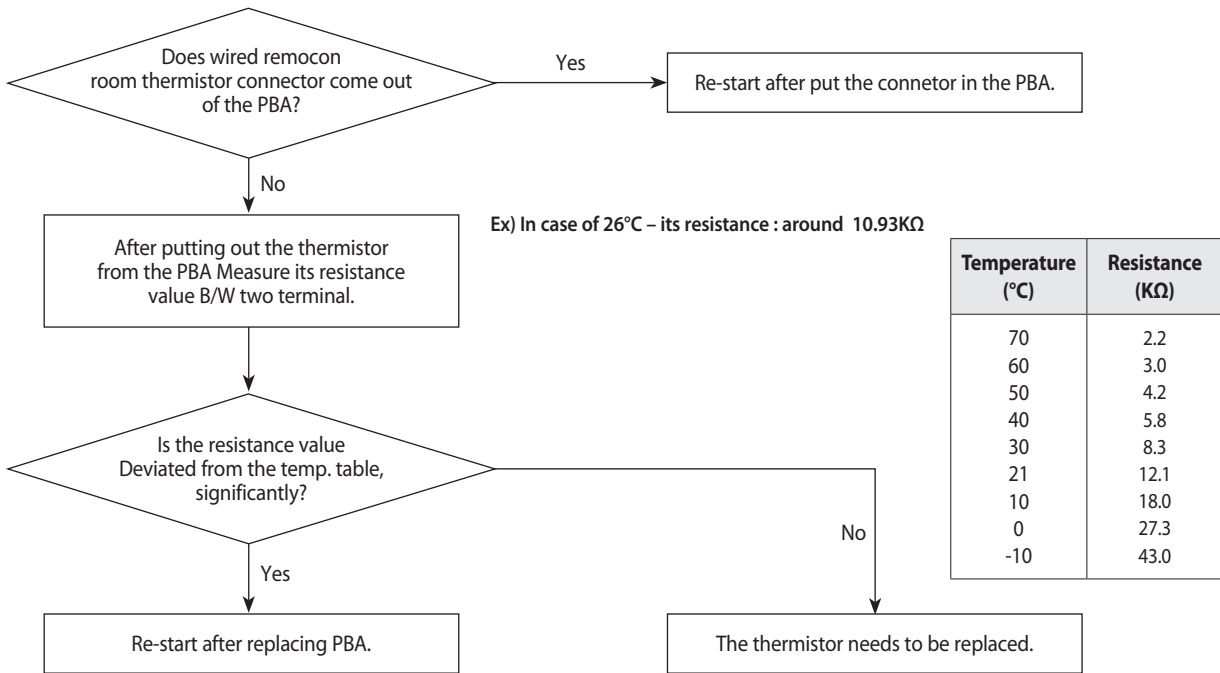 Does wired remocon
room thermistor connector come out
of the PBA?
Yes
Re-start after put the connetor in the PBA.
No
After putting out the thermistor
from the PBA Measure its resistance
value B/W two terminal.
Ex) In case of 26°C – its resistance : around 10.93KΩ
Temperature Resistance
(°C) (KΩ)
70 2.2
60 3.0
50 4.2
40 5.8
30 8.3
21 12.1
10 18.0
0 27.3
-10 43.0
Is the resistance value
Deviated from the temp. table,
significantly?
No
Yes
Re-start after replacing PBA.
The thermistor needs to be replaced.